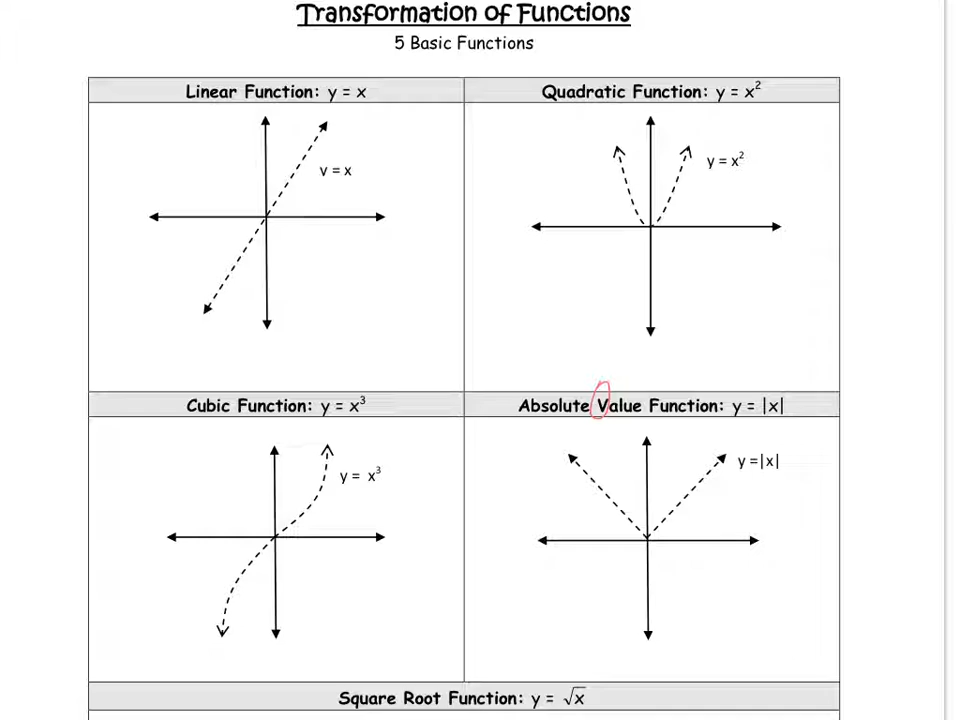 Transformation of Functions
5 Basic Functions
Linear Function: y = x
Quadratic Function: y = x²
v = x
y = x²
Cubic Function: y = x³
Absolute Value Function: y = |x|
y = x³
y =|x|
Square Root Function: y = √x